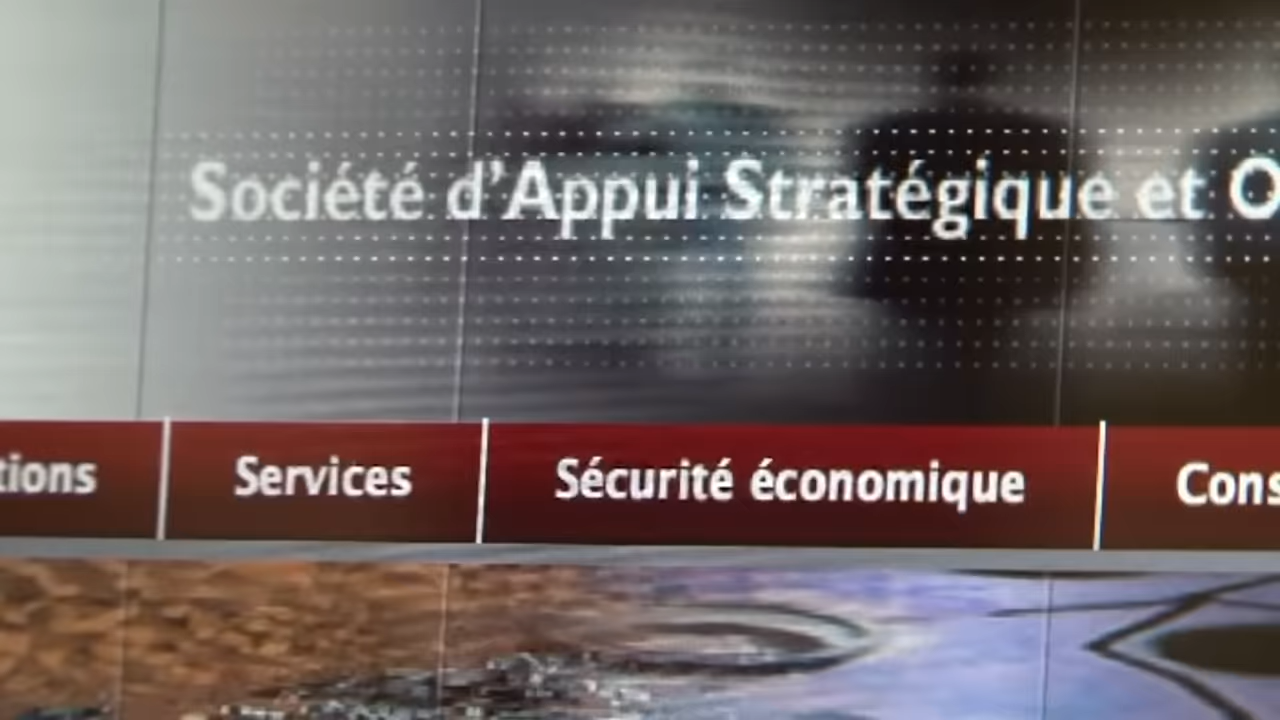 Société d'Appui Stratégique et O
tions Services Sécurité économique Cons